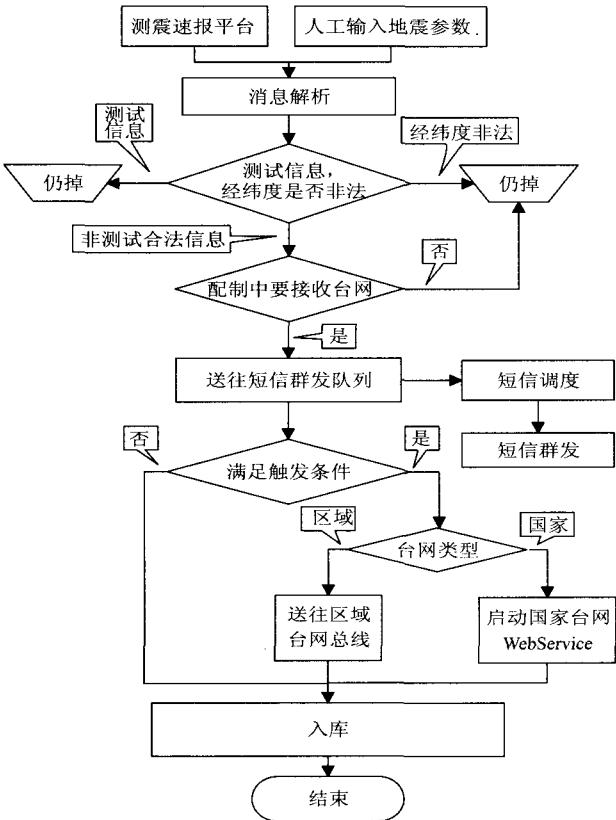 测震速报平台
人工输入地震参数.
消息解析
测试
信息
经纬度非法
测试信息,
经纬度是否非法
仍掉
仍掉
非测试合法信息
否
配制中要接收台网
是
送往短信群发队列
短信调度
短信群发
否
是
满足触发条件
区域
国家
台网类型
送往区域
台网总线
启动国家台网
WebService
入库
结束